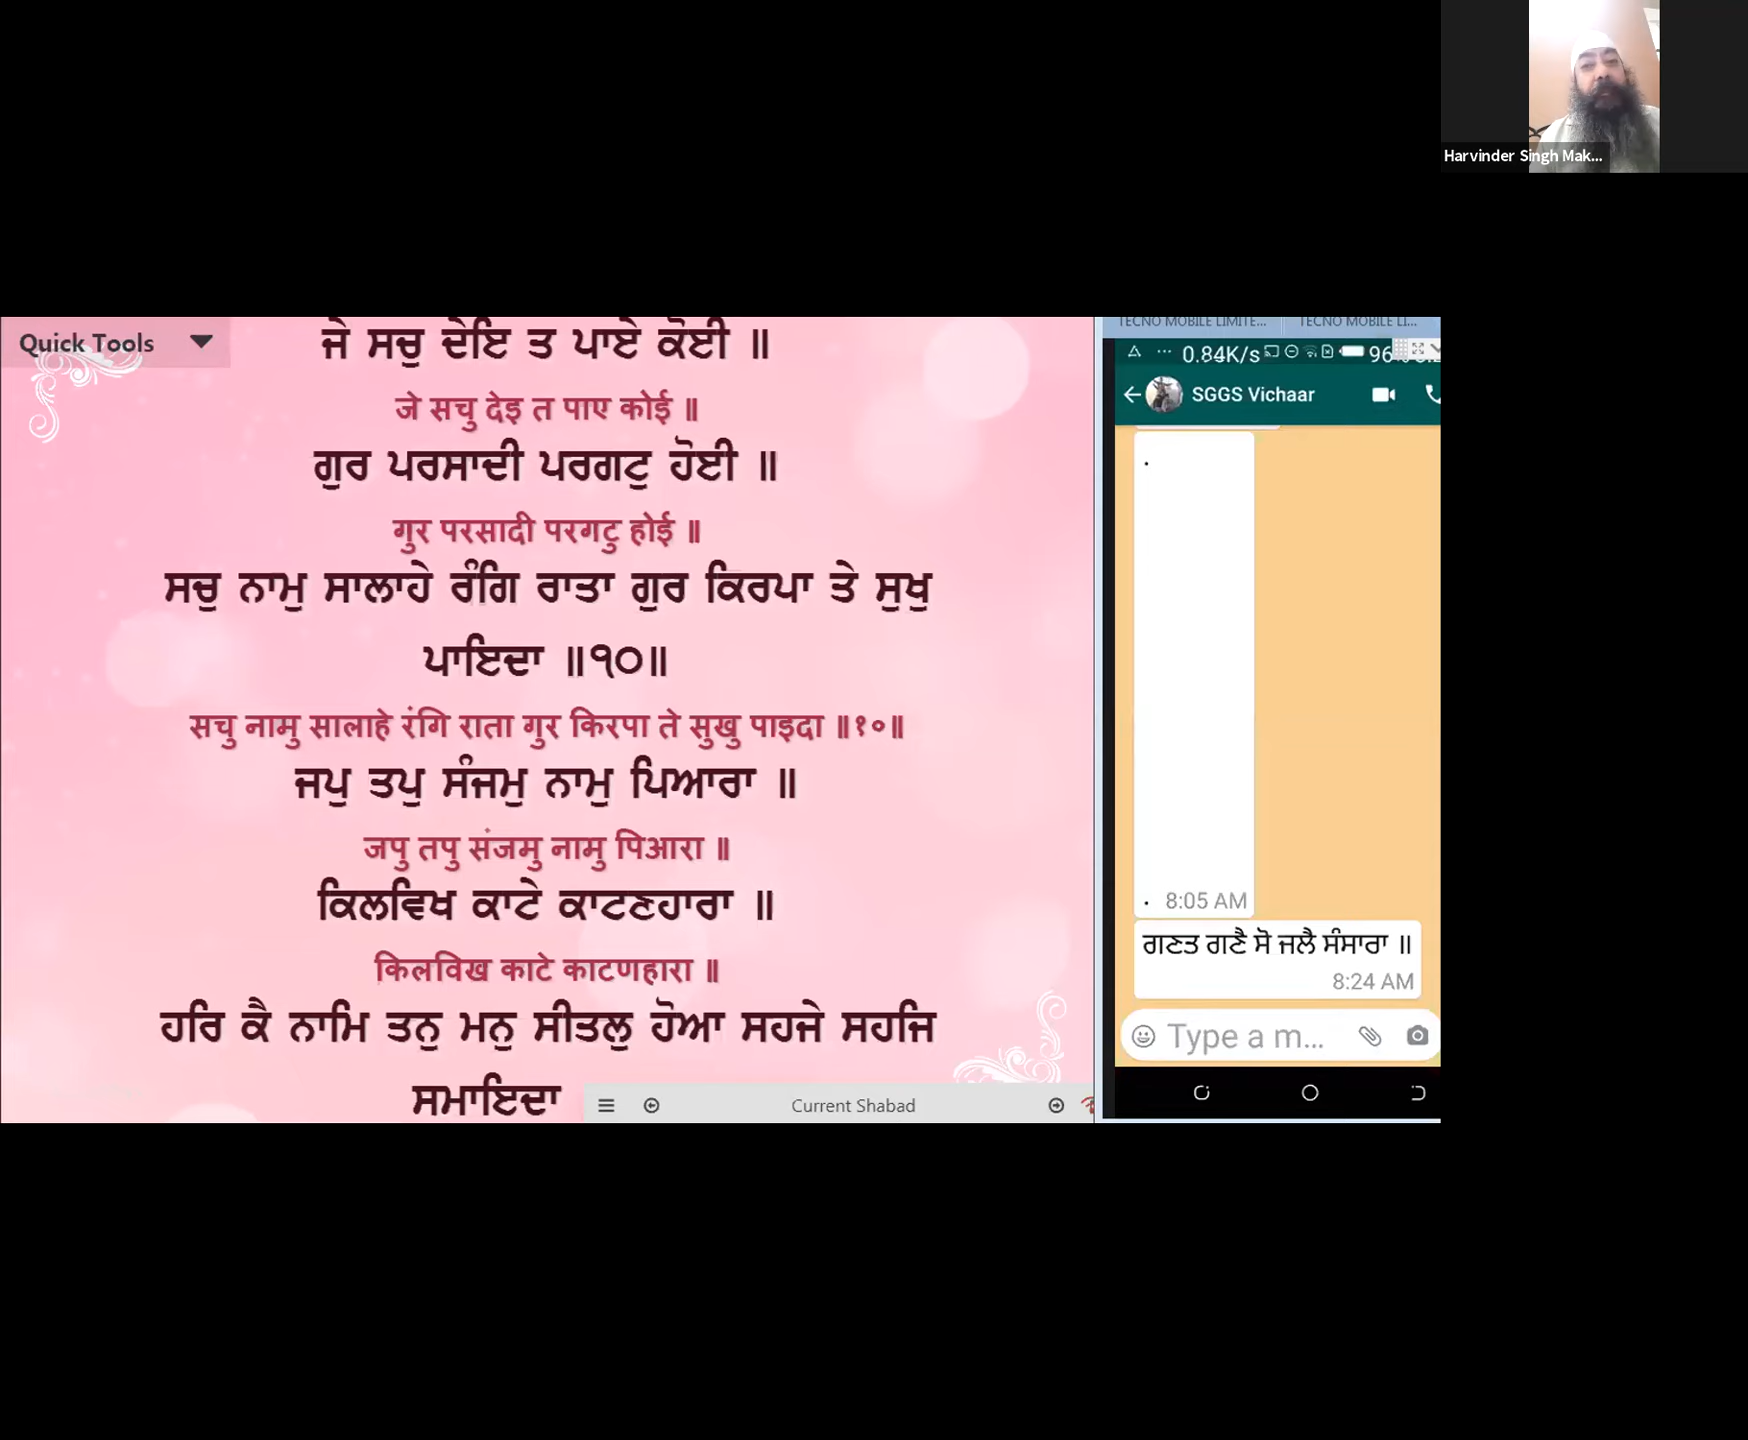 Harvinder Singh Mak...
Quick Tools
ਜੇ ਸਚੁ ਦੇਇ ਤ ਪਾਏ ਕੋਈ ॥
जे सचु देइ त पाए कोई ॥
ਗੁਰ ਪਰਸਾਦੀ ਪਰਗਟੁ ਹੋਈ ॥
गुर परसादी परगटु होई ॥
ਸਚੁ ਨਾਮੁ ਸਾਲਾਹੇ ਰੰਗਿ ਰਾਤਾ ਗੁਰ ਕਿਰਪਾ ਤੇ ਸੁਖੁ
ਪਾਇਦਾ ॥੧੦॥
सचु नामु सालाहे रंगि राता गुर किरपा ते सुखु पाइदा ॥१०॥
ਜਪੁ ਤਪੁ ਸੰਜਮੁ ਨਾਮੁ ਪਿਆਰਾ ॥
जपु तपु संजमु नामु पिआरा ॥
ਕਿਲਵਿਖ ਕਾਟੇ ਕਾਟਣਹਾਰਾ ॥
किलविख काटे काटणहारा ॥
ਹਰਿ ਕੈ ਨਾਮਿ ਤਨੁ ਮਨੁ ਸੀਤਲੁ ਹੋਆ ਸਹਜੇ ਸਹਜਿ
ਸਮਾਇਦਾ
Current Shabad
TECNO MOBILE LIMITE... TECNO MOBILE LI...
... 0.84K/s 96
SGGS Vichaar
.
. 8:05 AM
ਗਣਤ ਗਣੈ ਸੋ ਜਲੈ ਸੰਸਾਰਾ ॥
8:24 AM
Type a m...